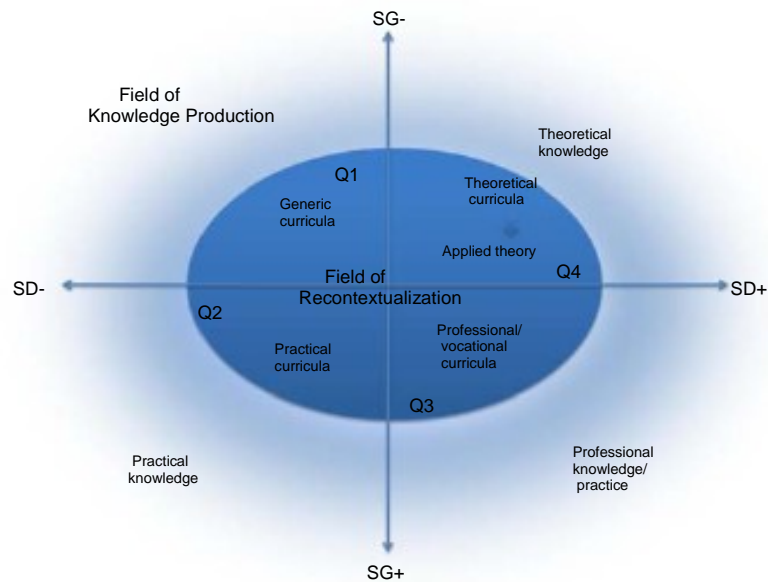 SG-
Field of
Knowledge Production
Theoretical
knowledge
Q1
Theoretical
curricula
Generic
curricula
Applied theory
Q4
Field of
Recontextualization
SD-
SD+
Q2
Professional/
vocational
curricula
Practical
curricula
Q3
Practical
knowledge
Professional
knowledge/
practice
SG+